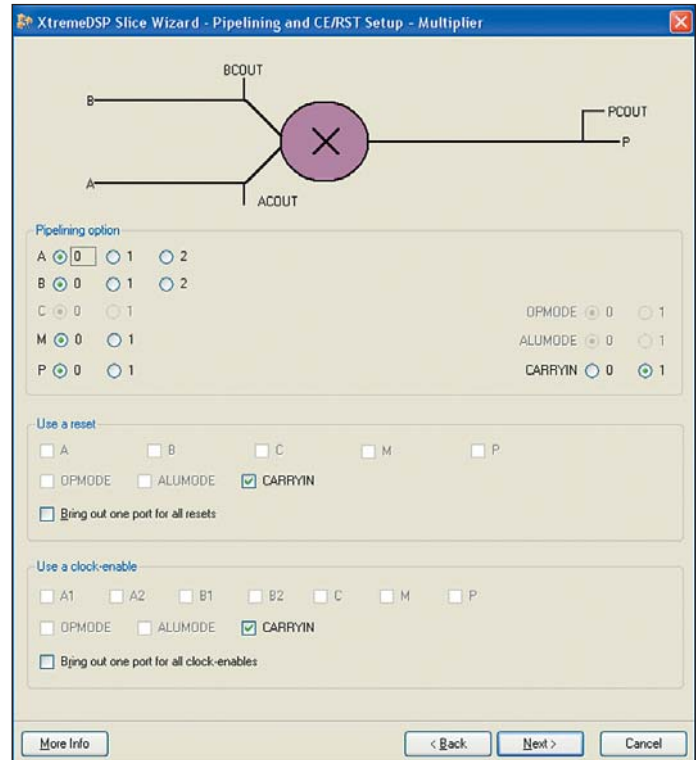 XtremeDSP Slice Wizard - Pipelining and CE/RST Setup - Multiplier
BCOUT
B
PCOUT
P
A
ACOUT
Pipelining option
A 0 1 2
B 0 1 2
C 0 1 OPMODE 0 1
M 0 1 ALUMODE 0 1
P 0 1 CARRYIN 0 1
Use a reset
A B C M P
OPMODE ALUMODE CARRYIN
Bring out one port for all resets
Use a clock-enable
A1 A2 B1 B2 C M P
OPMODE ALUMODE CARRYIN
Bring out one port for all clock-enables
More Info < Back Next > Cancel